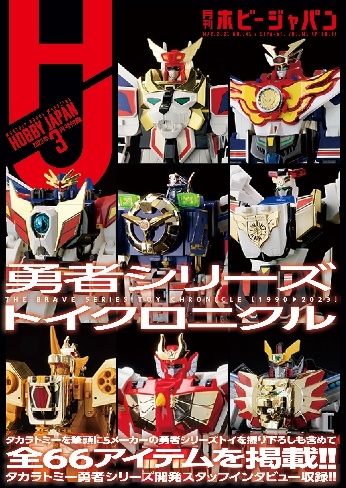 HJ
月刊
ホビージャパン
HOBBY JAPAN
3
勇者シリーズ
THE BRAVE SERIES TOY CHRONICLE [1990▶2023]
トイクロニクル
タカラトミーを筆頭に5メーカーの勇者シリーズトイを撮り下ろしも含めて
全66アイテムを掲載!!
タカラトミー勇者シリーズ開発スタッフインタビュー収録!!